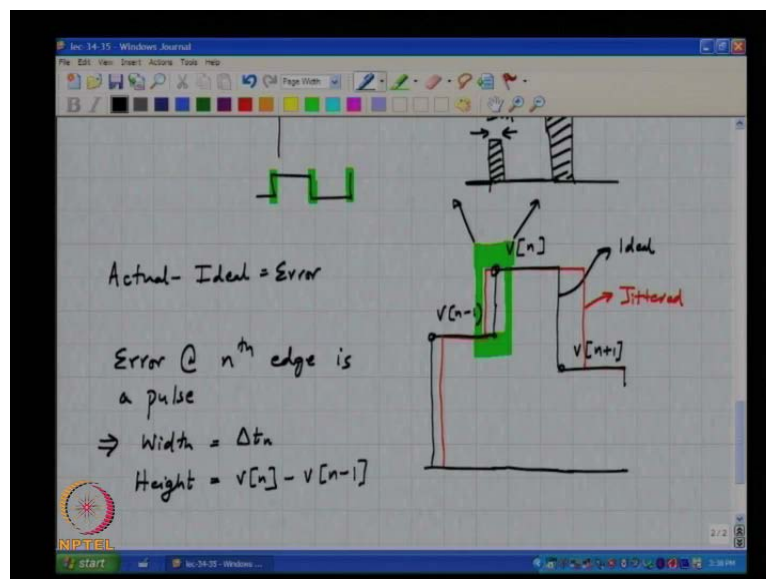 lec-34-35 - Windows Journal
File Edit View Insert Actions Tools Help
Page Width
B I
V[n]
Ideal
Actual- Ideal = Error
Jittered
V[n-1]
V[n+1]
Error @ nth edge is
a pulse
⇒ Width = Δtn
Height = V[n] - V[n-1]
NPTEL
2/2
start
lec-34-35 - Windows ...